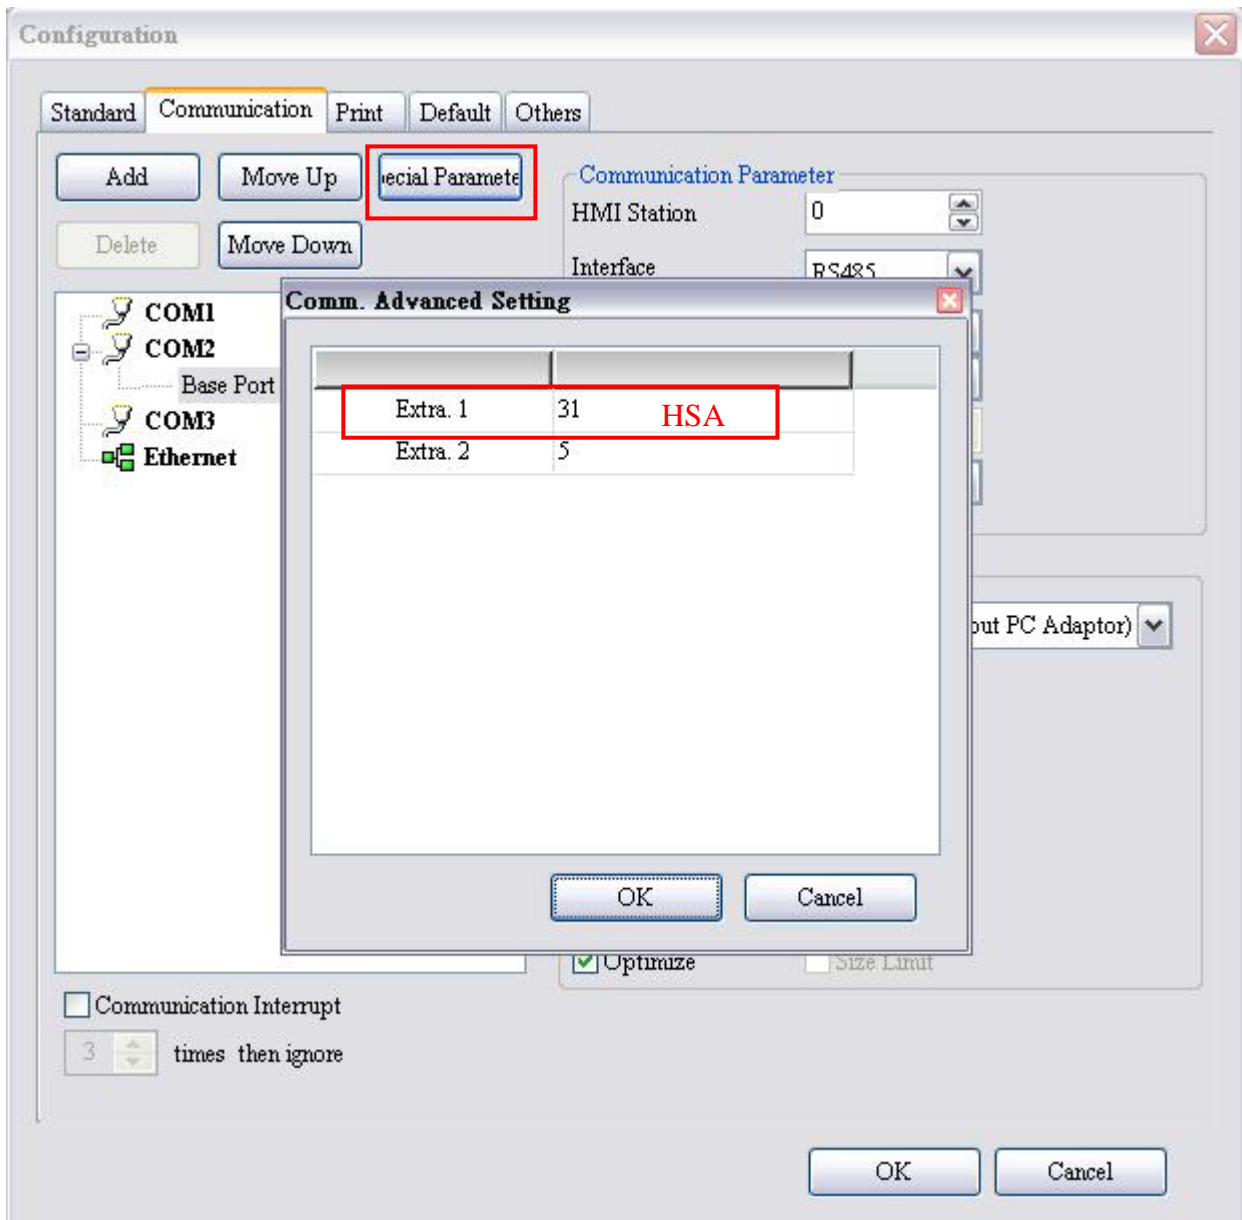 Configuration
Standard Communication Print Default Others
Add Move Up ecial Paramete
Delete Move Down
Communication Parameter
HMI Station 0
Interface RS485
COM1
COM2
Base Port
COM3
Ethernet
Comm. Advanced Setting
Extra. 1 31 HSA
Extra. 2 5
OK Cancel
out PC Adaptor)
Optimize Size Limit
Communication Interrupt
3 times then ignore
OK Cancel